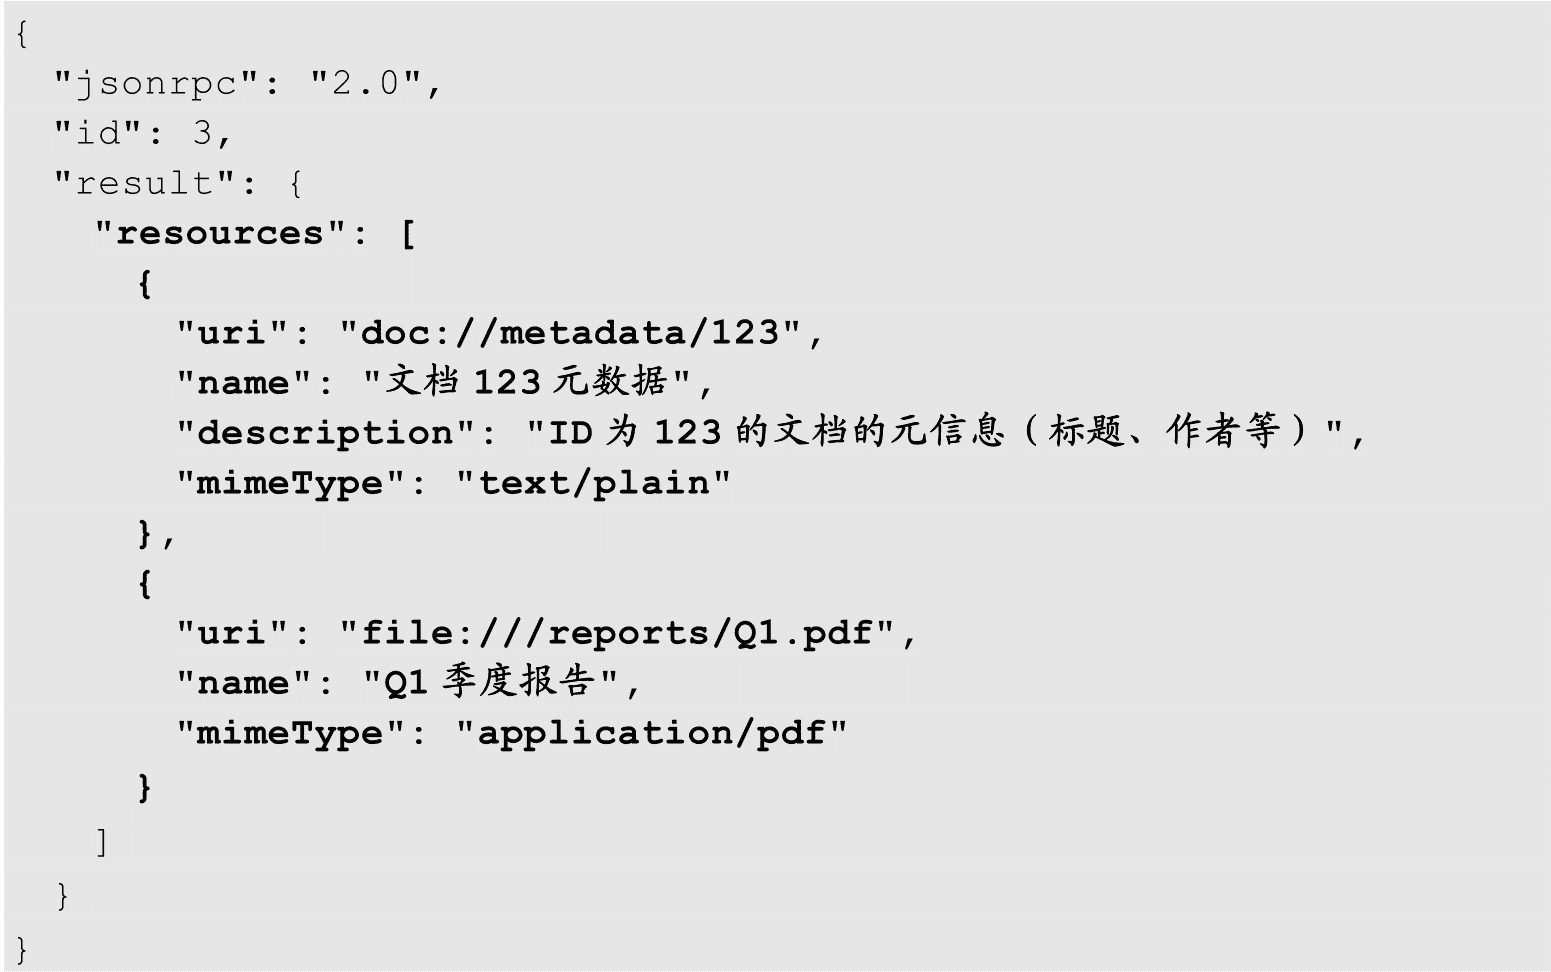 {
  "jsonrpc": "2.0",
  "id": 3,
  "result": {
    "resources": [
      {
        "uri": "doc://metadata/123",
        "name": "文档 123 元数据",
        "description": "ID 为 123 的文档的元信息（标题、作者等）",
        "mimeType": "text/plain"
      },
      {
        "uri": "file:///reports/Q1.pdf",
        "name": "Q1 季度报告",
        "mimeType": "application/pdf"
      }
    ]
  }
}